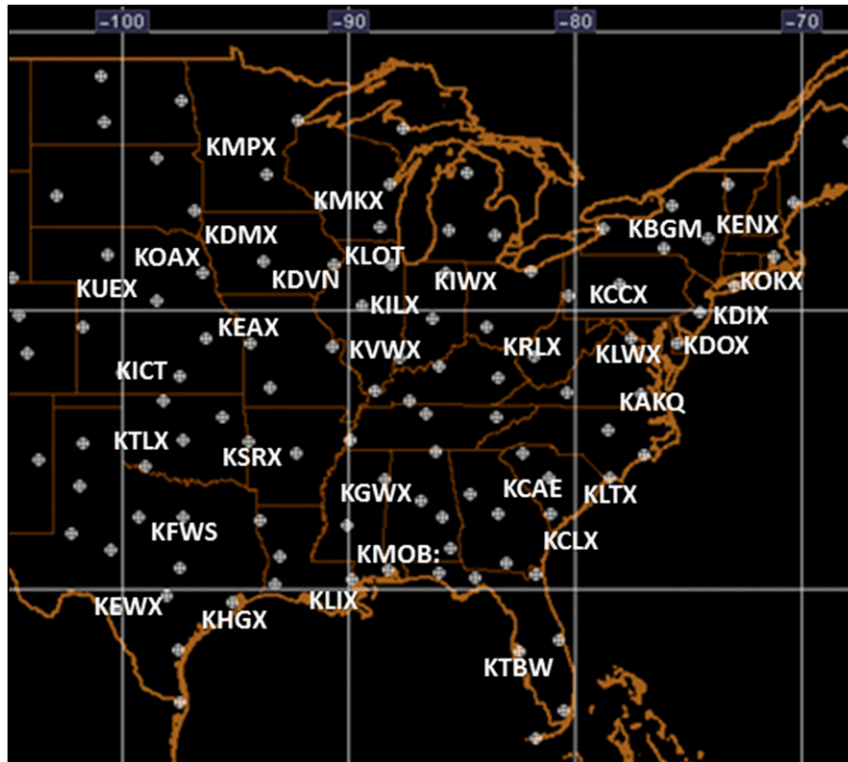 -100 -90 -80 -70
KMPX
KMKX
KBGM KENX
KDMX
KOAX KLOT
KDVN KIWX KOKX
KUEX KCCX
KILX KDIX
KEAX
KVWX KRLX KLWX KDOX
KICT
KAKQ
KTLX
KSRX
KGWX KCAE KLTX
KFWS
KCLX
KMOB:
KEWX KLIX
KHGX
KTBW